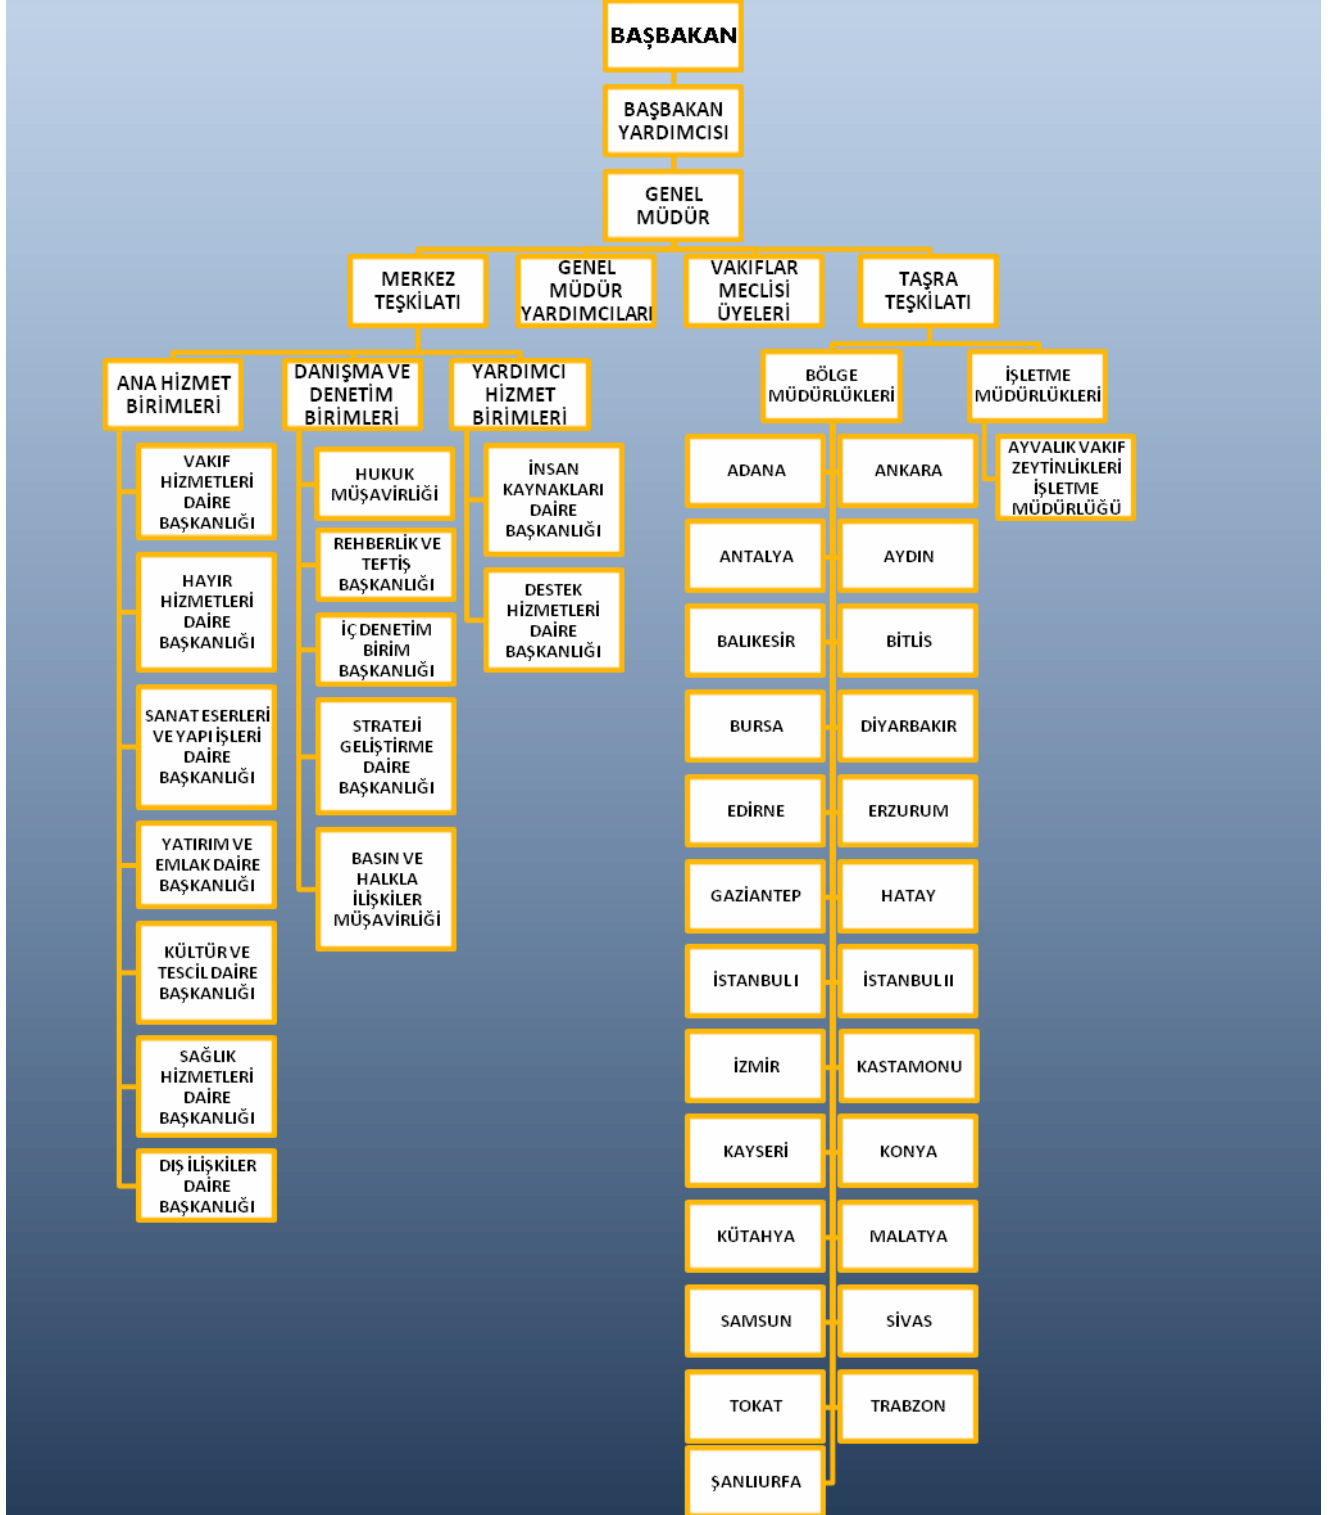 BAŞBAKAN
BAŞBAKAN
YARDIMCISI
GENEL
MÜDÜR
MERKEZ
TEŞKİLATI
GENEL
MÜDÜR
YARDIMCILARI
VAKIFLAR
MECLİSİ
ÜYELERİ
TAŞRA
TEŞKİLATI
ANA HİZMET
BİRİMLERİ
DANIŞMA VE
DENETİM
BİRİMLERİ
YARDIMCI
HİZMET
BİRİMLERİ
BÖLGE
MÜDÜRLÜKLERİ
İŞLETME
MÜDÜRLÜKLERİ
VAKIF
HİZMETLERİ
DAİRE
BAŞKANLIĞI
HAYIR
HİZMETLERİ
DAİRE
BAŞKANLIĞI
SANAT ESERLERİ
VE YAPI İŞLERİ
DAİRE
BAŞKANLIĞI
YATIRIM VE
EMLAK DAİRE
BAŞKANLIĞI
KÜLTÜR VE
TESCİL DAİRE
BAŞKANLIĞI
SAĞLIK
HİZMETLERİ
DAİRE
BAŞKANLIĞI
DIŞ İLİŞKİLER
DAİRE
BAŞKANLIĞI
HUKUK
MÜŞAVİRLİĞİ
REHBERLİK VE
TEFTİŞ
BAŞKANLIĞI
İÇ DENETİM
BİRİM
BAŞKANLIĞI
STRATEJİ
GELİŞTİRME
DAİRE
BAŞKANLIĞI
BASIN VE
HALKLA
İLİŞKİLER
MÜŞAVİRLİĞİ
İNSAN
KAYNAKLARI
DAİRE
BAŞKANLIĞI
DESTEK
HİZMETLERİ
DAİRE
BAŞKANLIĞI
ADANA
ANKARA
ANTALYA
AYDIN
BALIKESİR
BİTLİS
BURSA
DİYARBAKIR
EDİRNE
ERZURUM
GAZİANTEP
HATAY
İSTANBUL I
İSTANBUL II
İZMİR
KASTAMONU
KAYSERİ
KONYA
KÜTAHYA
MALATYA
SAMSUN
SİVAS
TOKAT
TRABZON
ŞANLIURFA
AYVALIK VAKIF
ZEYTİNLİKLERİ
İŞLETME
MÜDÜRLÜĞÜ